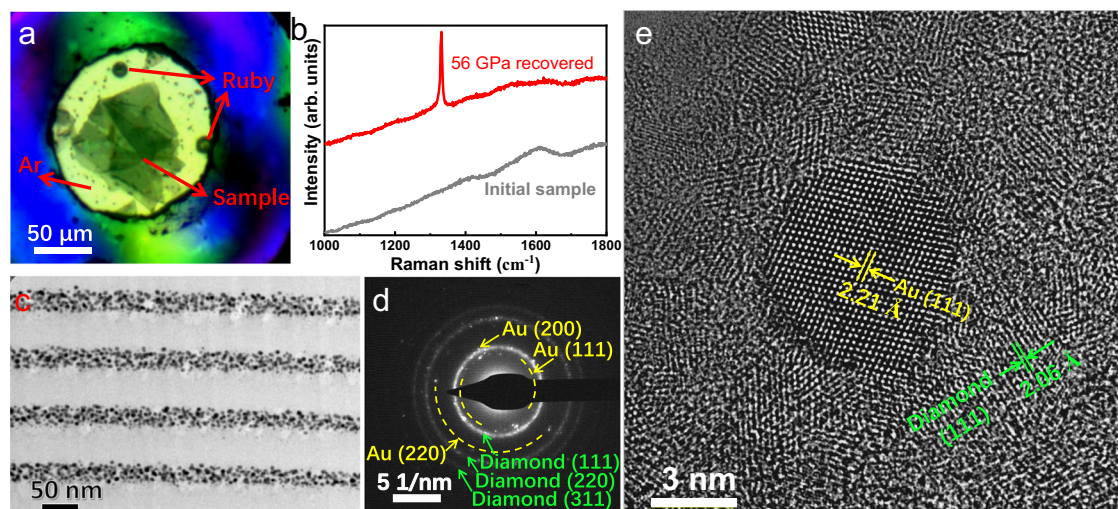 a
Ruby
Ar
Sample
50 μm
b
Intensity (arb. units)
56 GPa recovered
Initial sample
1000
1200
1400
1600
1800
Raman shift (cm⁻¹)
c
50 nm
d
Au (200)
Au (111)
Au (220)
Diamond (111)
Diamond (220)
Diamond (311)
5 1/nm
e
Au (111)
2.21 Å
Diamond
(111)
2.06 Å
3 nm